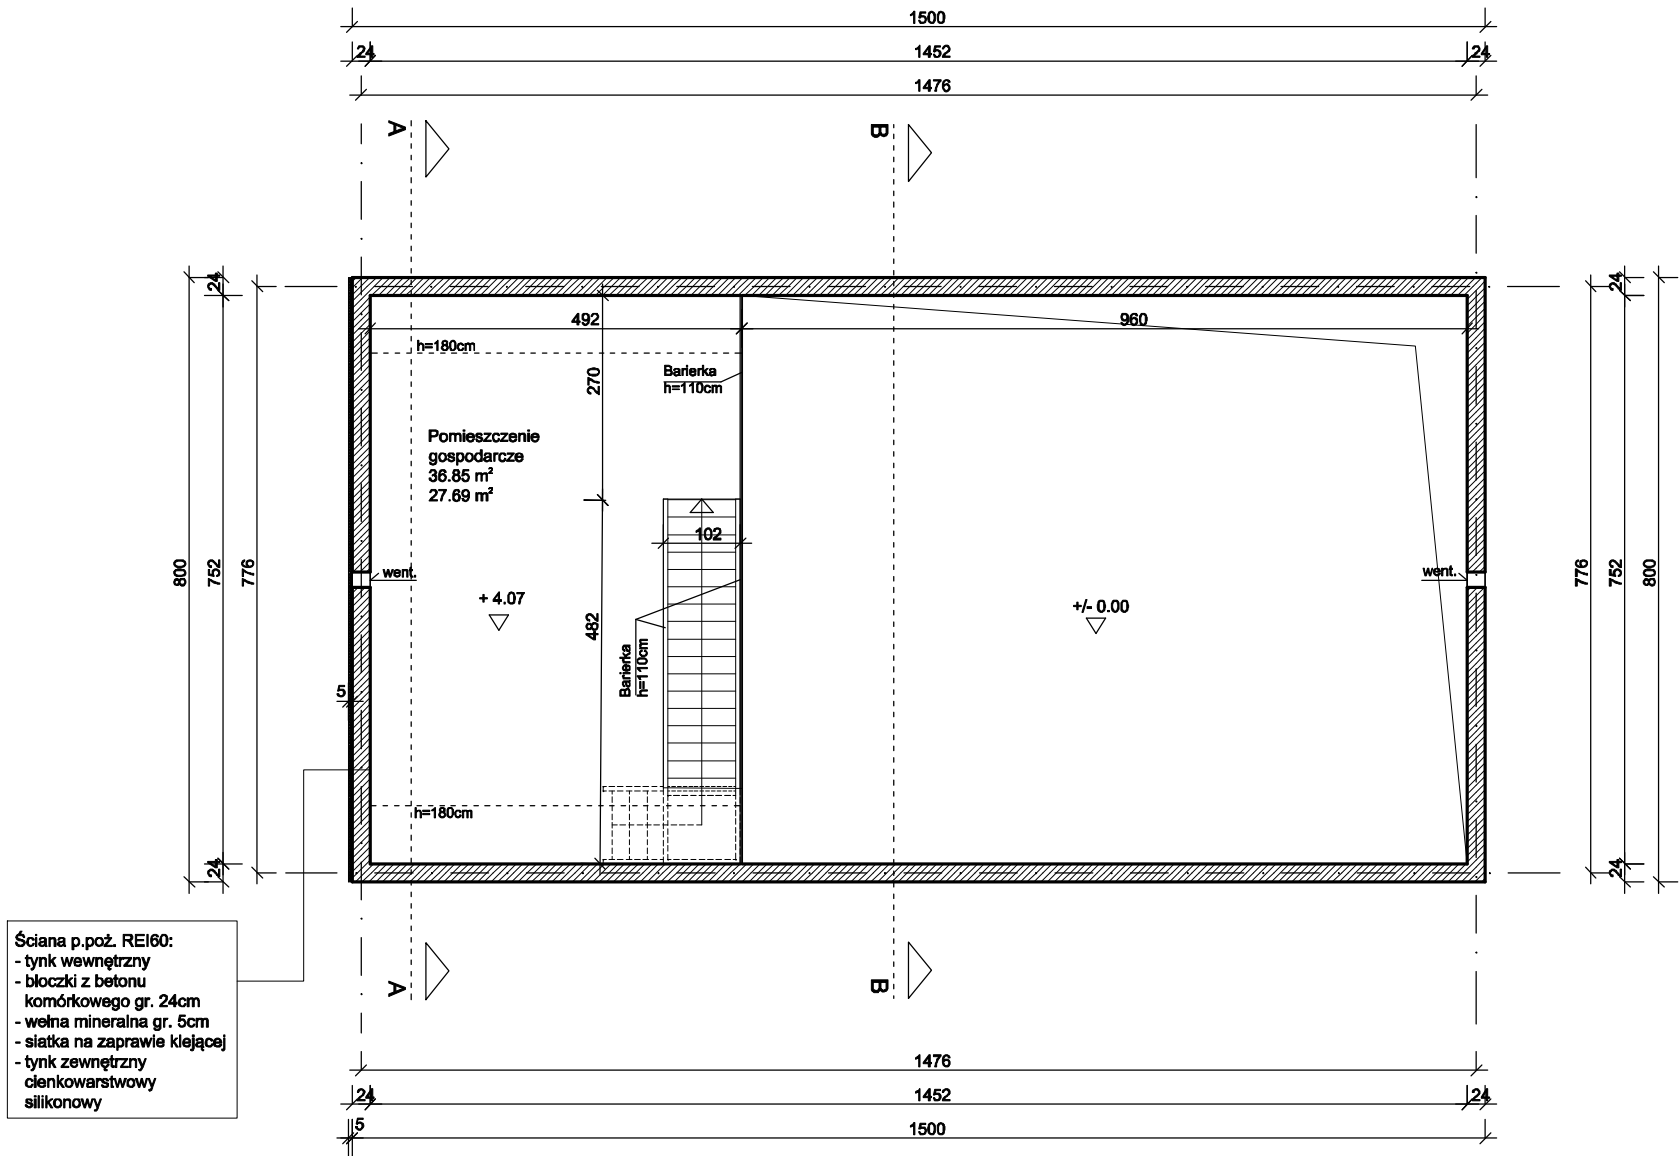 1500
24
1452
24
1476
A
B
24
24
492
960
h=180cm
270
Barierka
h=110cm
Pomieszczenie
gospodarcze
36.85 m²
27.69 m²
102
800
752
776
went.
went.
776
752
800
+ 4.07
+/- 0.00
482
Barierka
h=110cm
5
h=180cm
24
24
Ściana p.poż. REI60:
- tynk wewnętrzny
- bloczki z betonu
komórkowego gr. 24cm
- wełna mineralna gr. 5cm
- siatka na zaprawie klejącej
- tynk zewnętrzny
cienkowarstwowy
silikonowy
A
B
1476
24
1452
24
5
1500